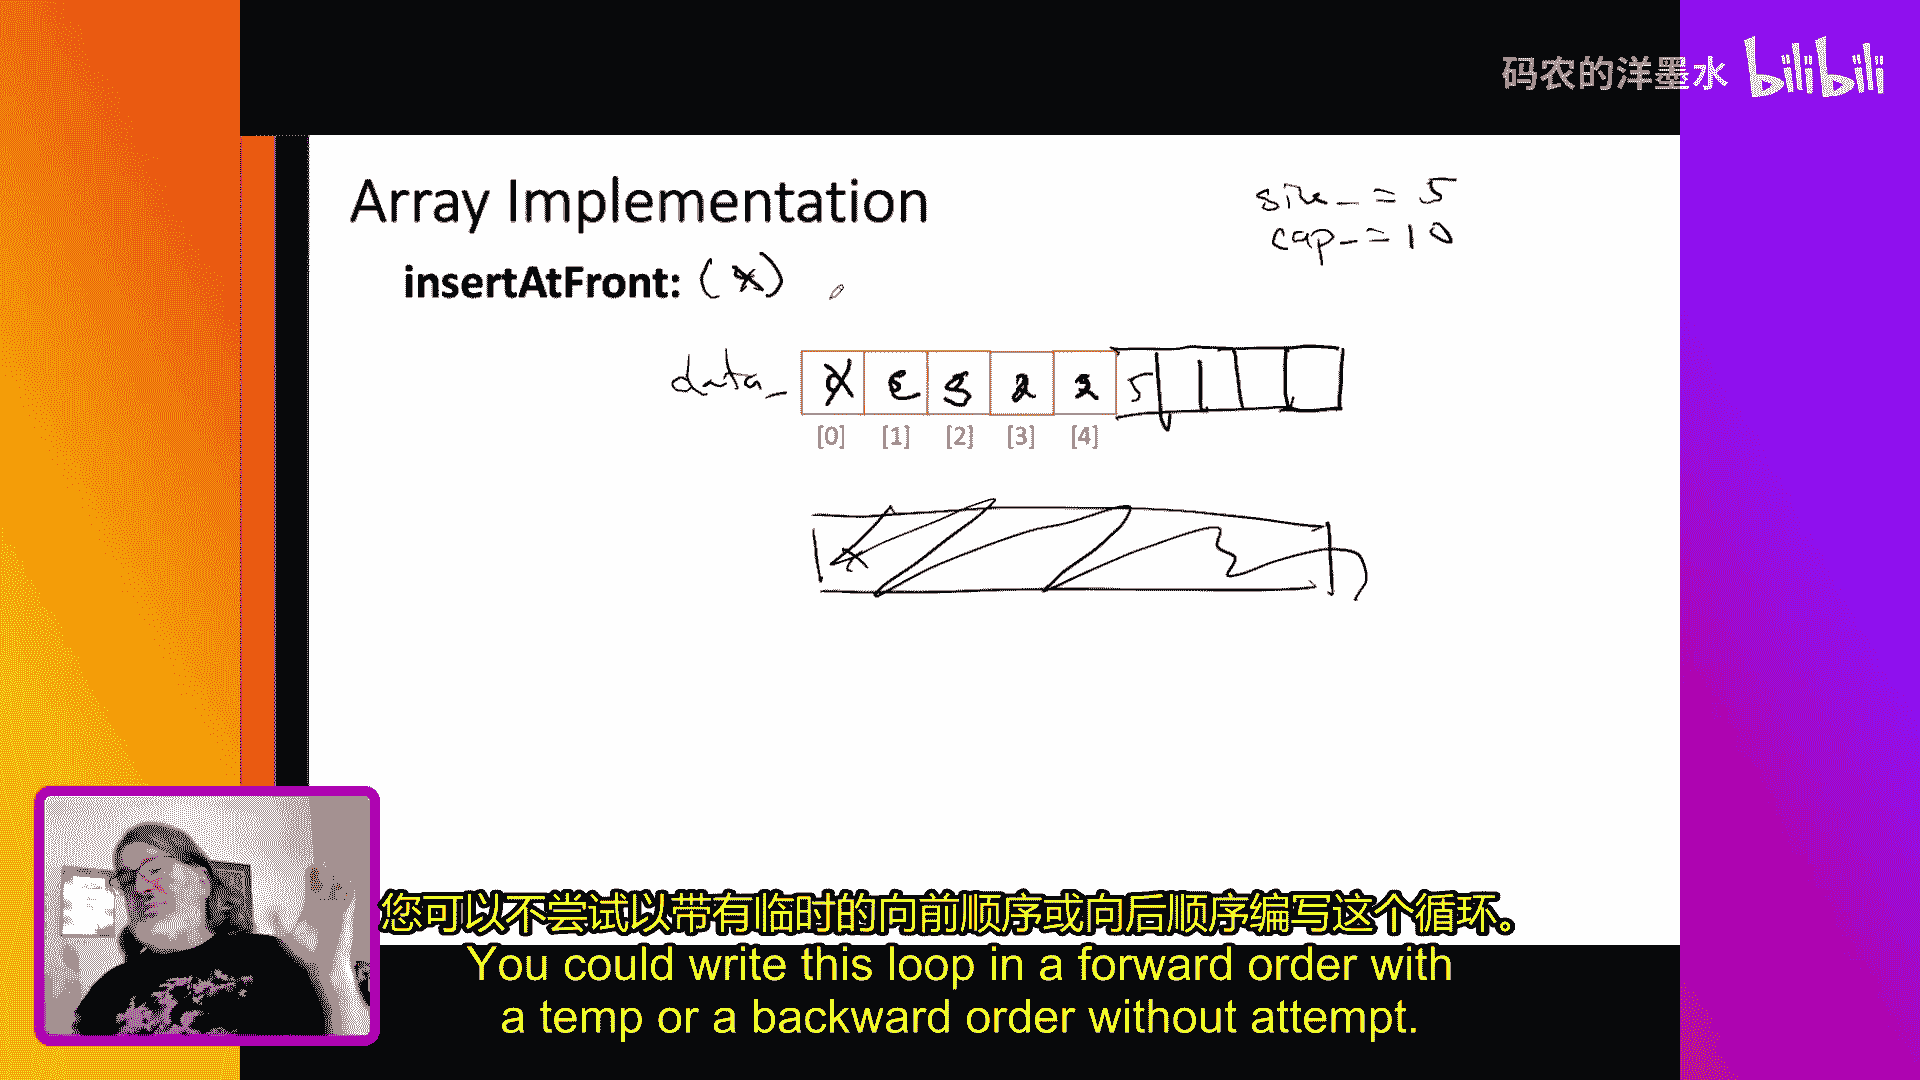 码农的洋墨水 bilibili
Array Implementation
size_ = 5
cap_ = 10
insertAtFront: (x)
data_
5
[0] [1] [2] [3] [4]
x
您可以不尝试以带有临时的向前顺序或向后顺序编写这个循环。
You could write this loop in a forward order with
a temp or a backward order without attempt.